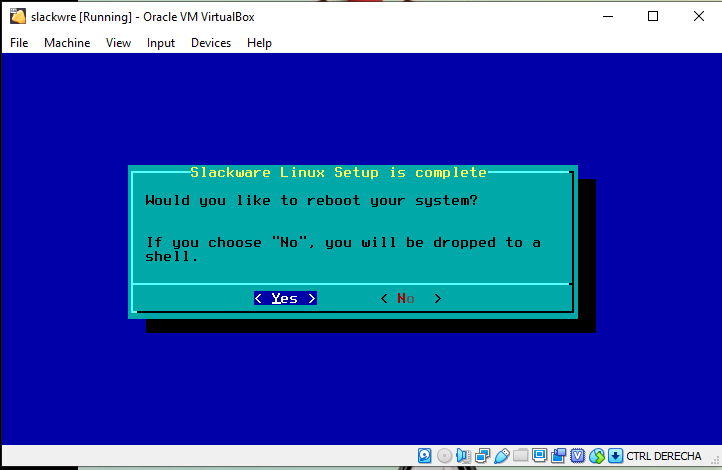 slackwre [Running] - Oracle VM VirtualBox
File Machine View Input Devices Help
Slackware Linux Setup is complete
Would you like to reboot your system?
If you choose "No", you will be dropped to a
shell.
< Yes > < No >
CTRL DERECHA